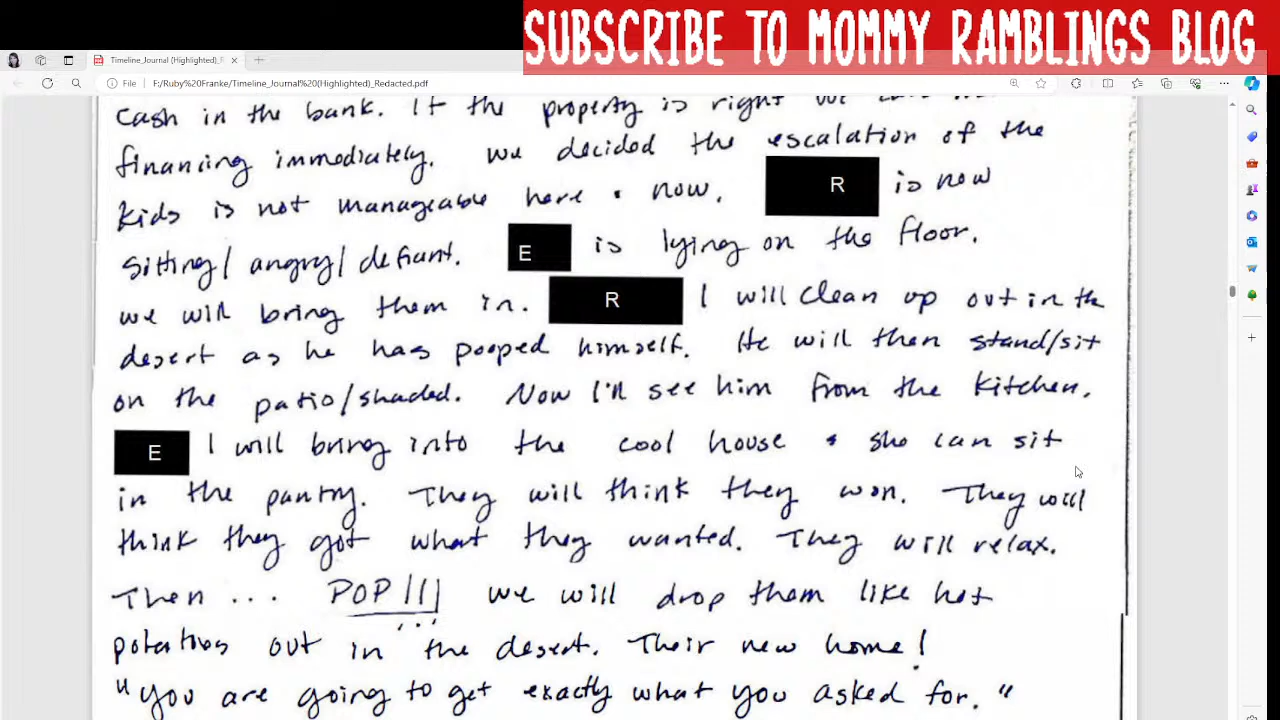 SUBSCRIBE TO MOMMY RAMBLINGS BLOG
Timeline_Journal (Highlighted)_R
File F:/Ruby%20Franke/Timeline_Journal%20(Highlighted)_Redacted.pdf
cash in the bank. If the property is right we can
financing immediately. We decided the escalation of the
kids is not manageable here & now. R is now
sitting/ angry/ defiant. E is lying on the floor.
we will bring them in. R I will clean up out in the
desert as he has pooped himself. He will then stand/sit
on the patio/shaded. Now I'll see him from the kitchen.
E I will bring into the cool house & she can sit
in the pantry. They will think they won. They will
think they got what they wanted. They will relax.
Then ... POP!!! we will drop them like hot
potatoes out in the desert. Their new home!
"You are going to get exactly what you asked for."